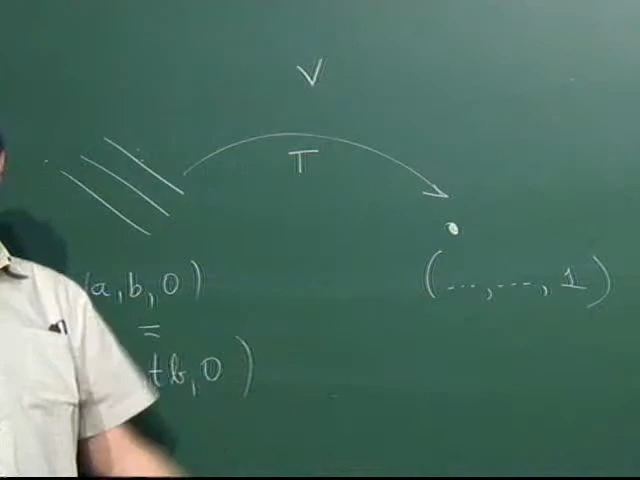 V
T
(a, b, 0)
(..., ..., 1)
=
tb, 0)